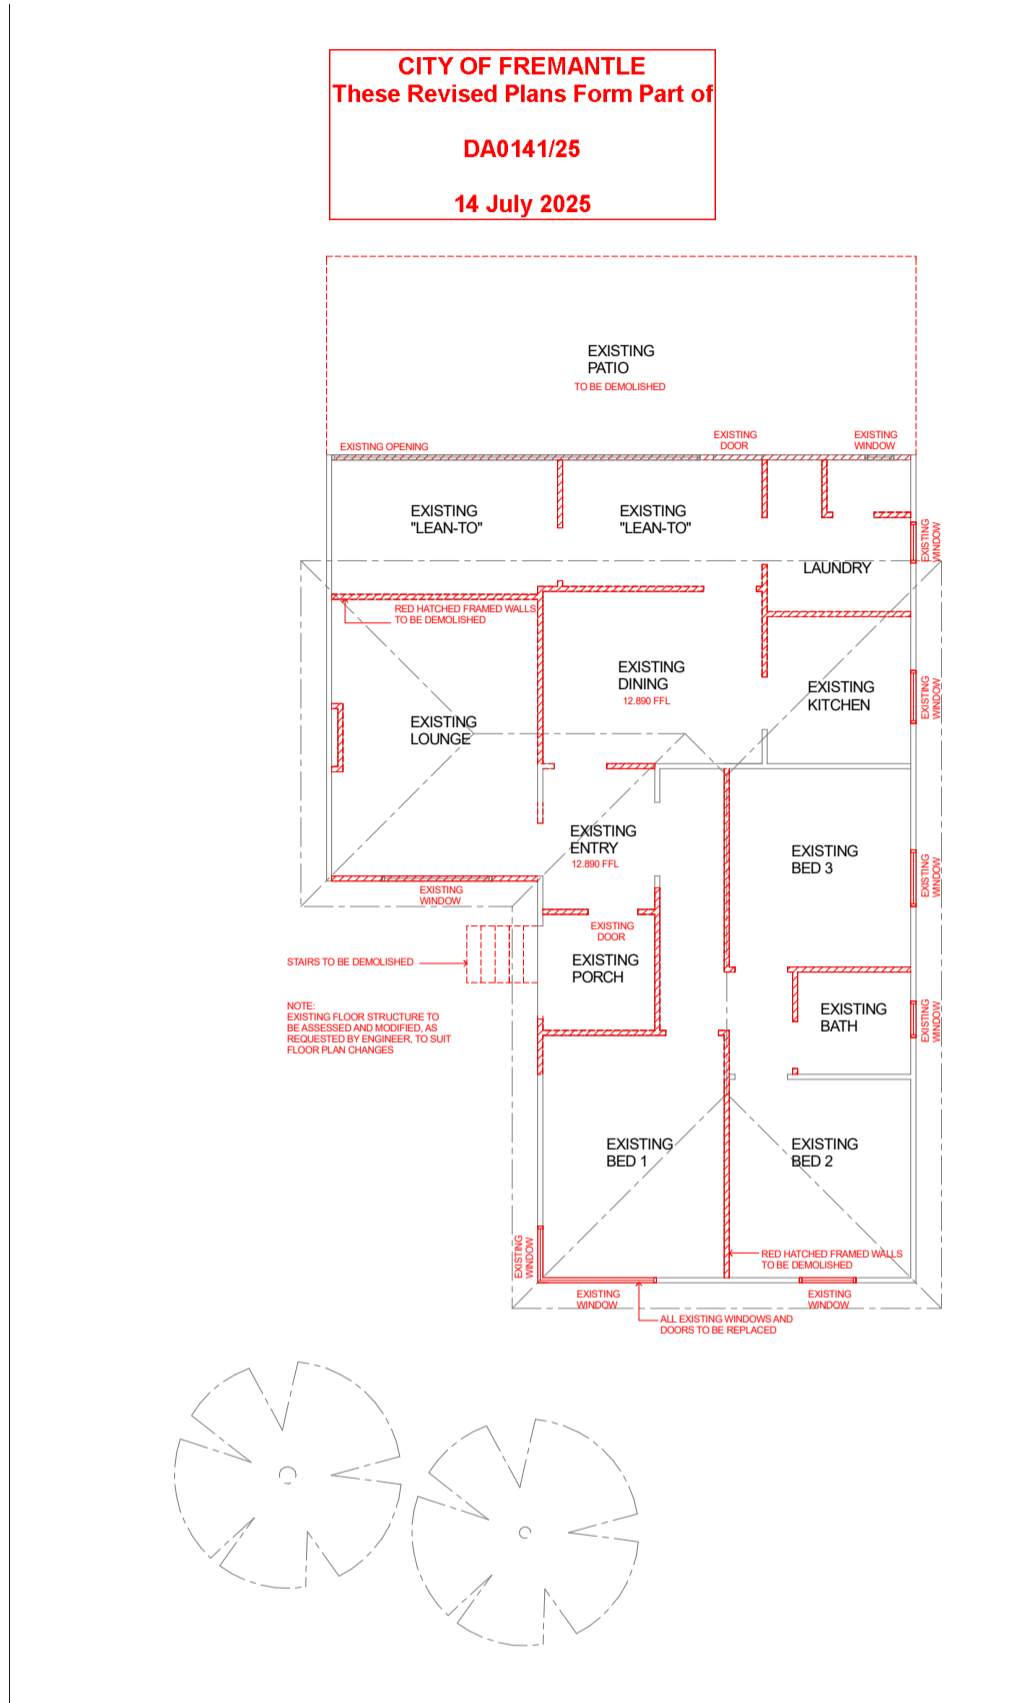 CITY OF FREMANTLE
These Revised Plans Form Part of
DA0141/25
14 July 2025
EXISTING
PATIO
TO BE DEMOLISHED
EXISTING OPENING
EXISTING
DOOR
EXISTING
WINDOW
EXISTING
"LEAN-TO"
EXISTING
"LEAN-TO"
EXISTING
WINDOW
LAUNDRY
RED HATCHED FRAMED WALLS
TO BE DEMOLISHED
EXISTING
DINING
12.890 FFL
EXISTING
KITCHEN
EXISTING
WINDOW
EXISTING
LOUNGE
EXISTING
ENTRY
12.890 FFL
EXISTING
BED 3
EXISTING
WINDOW
EXISTING
WINDOW
EXISTING
DOOR
EXISTING
PORCH
STAIRS TO BE DEMOLISHED
NOTE:
EXISTING FLOOR STRUCTURE TO
BE ASSESSED AND MODIFIED, AS
REQUESTED BY ENGINEER, TO SUIT
FLOOR PLAN CHANGES
EXISTING
BATH
EXISTING
WINDOW
EXISTING
BED 1
EXISTING
BED 2
EXISTING
WINDOW
RED HATCHED FRAMED WALLS
TO BE DEMOLISHED
EXISTING
WINDOW
EXISTING
WINDOW
ALL EXISTING WINDOWS AND
DOORS TO BE REPLACED